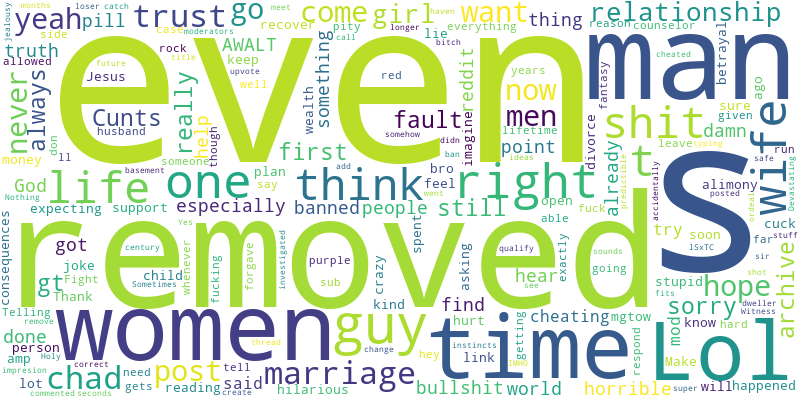 even
man
removed
S
women
time
Lol
life
one
think
right
wife
shit
guy
marriage
post
chad
yeah
pill
trust
go
come
girl
want
thing
relationship
truth
never
always
Cunts
husband
Jesus
AWALT
keep
really
help
something
wealth
reddit
red
imagine
fault
men
now
point
first
years
lifetime
divorce
reason
fantasy
counselor
betrayal
cheated
damn
t
already
leave
alimony
cuck
God
expecting
support
especially
banned
people
still
open
able
fuck
try
soon
far
sir
run
safe
stuff
posted
ordeal
Devastating
typing
accidentally
predictible
given
sure
ago
hope
sorry
archive
mod
know
hard
stupid
fits
super
will
happened
Make
shot
dweller
Witness
1SxTC
horrible
cheating
mgtow
going
exactly
sounds
hear
qualify
see
asking
find
hurt
getting
respond
link
instincts
IMHO
hey
change
bullshit
world
hilarious
reading
said
tell
thread
create
gets
need
correct
lot
person
Holy
impresion
commented
seconds
remove
amp
done
Telling
gt
got
joke
Fight
Thank
child
Sometimes
Yes
century
Nothing
consequences
whenever
fucking
forgave
investigated
purple
sub
crazy
kind
spent
plan
say
someone
though
add
went
basement
feel
bro
ban
ideas
didn
somehow
bitch
call
longer
meet
haven
everything
lie
pity
recover
case
rock
title
upvote
well
moderators
catch
loser
side
months
jealousy
allowed
future
money
ll
don